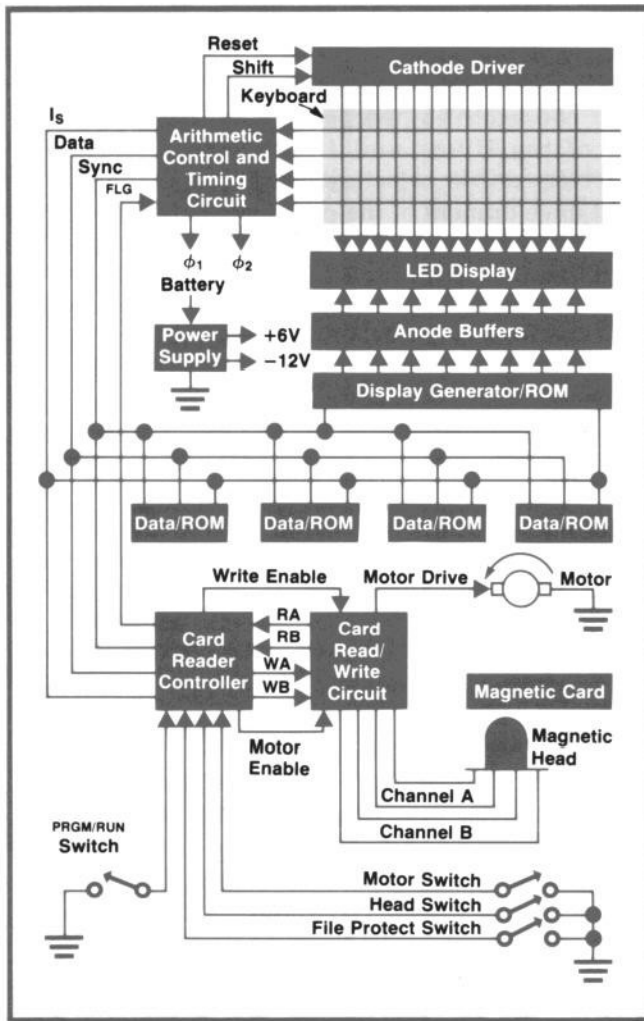 Reset
Shift
Cathode Driver
Keyboard
I_S
Data
Sync
FLG
Arithmetic
Control and
Timing
Circuit
ϕ1
ϕ2
LED Display
Battery
Anode Buffers
Power
Supply
+6V
−12V
Display Generator/ROM
Data/ROM
Data/ROM
Data/ROM
Data/ROM
Write Enable
Motor Drive
Motor
Card
Reader
Controller
RA
RB
WA
WB
Card
Read/
Write
Circuit
Magnetic Card
Motor
Enable
Magnetic
Head
Channel A
Channel B
PRGM/RUN
Switch
Motor Switch
Head Switch
File Protect Switch